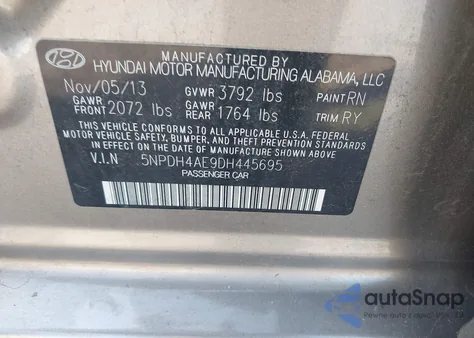 MANUFACTURED BY
HYUNDAI MOTOR MANUFACTURING ALABAMA, LLC
Nov/05/13 GVWR 3792 lbs PAINT RN
GAWR FRONT 2072 lbs GAWR REAR 1764 lbs TRIM RY
THIS VEHICLE CONFORMS TO ALL APPLICABLE U.S.A. FEDERAL
MOTOR VEHICLE SAFETY, BUMPER, AND THEFT PREVENTION STANDARDS
IN EFFECT ON THE DATE OF MANUFACTURE SHOWN ABOVE.
V.I.N 5NPDH4AE9DH445695
PASSENGER CAR
autoSnap
Pewne auta z